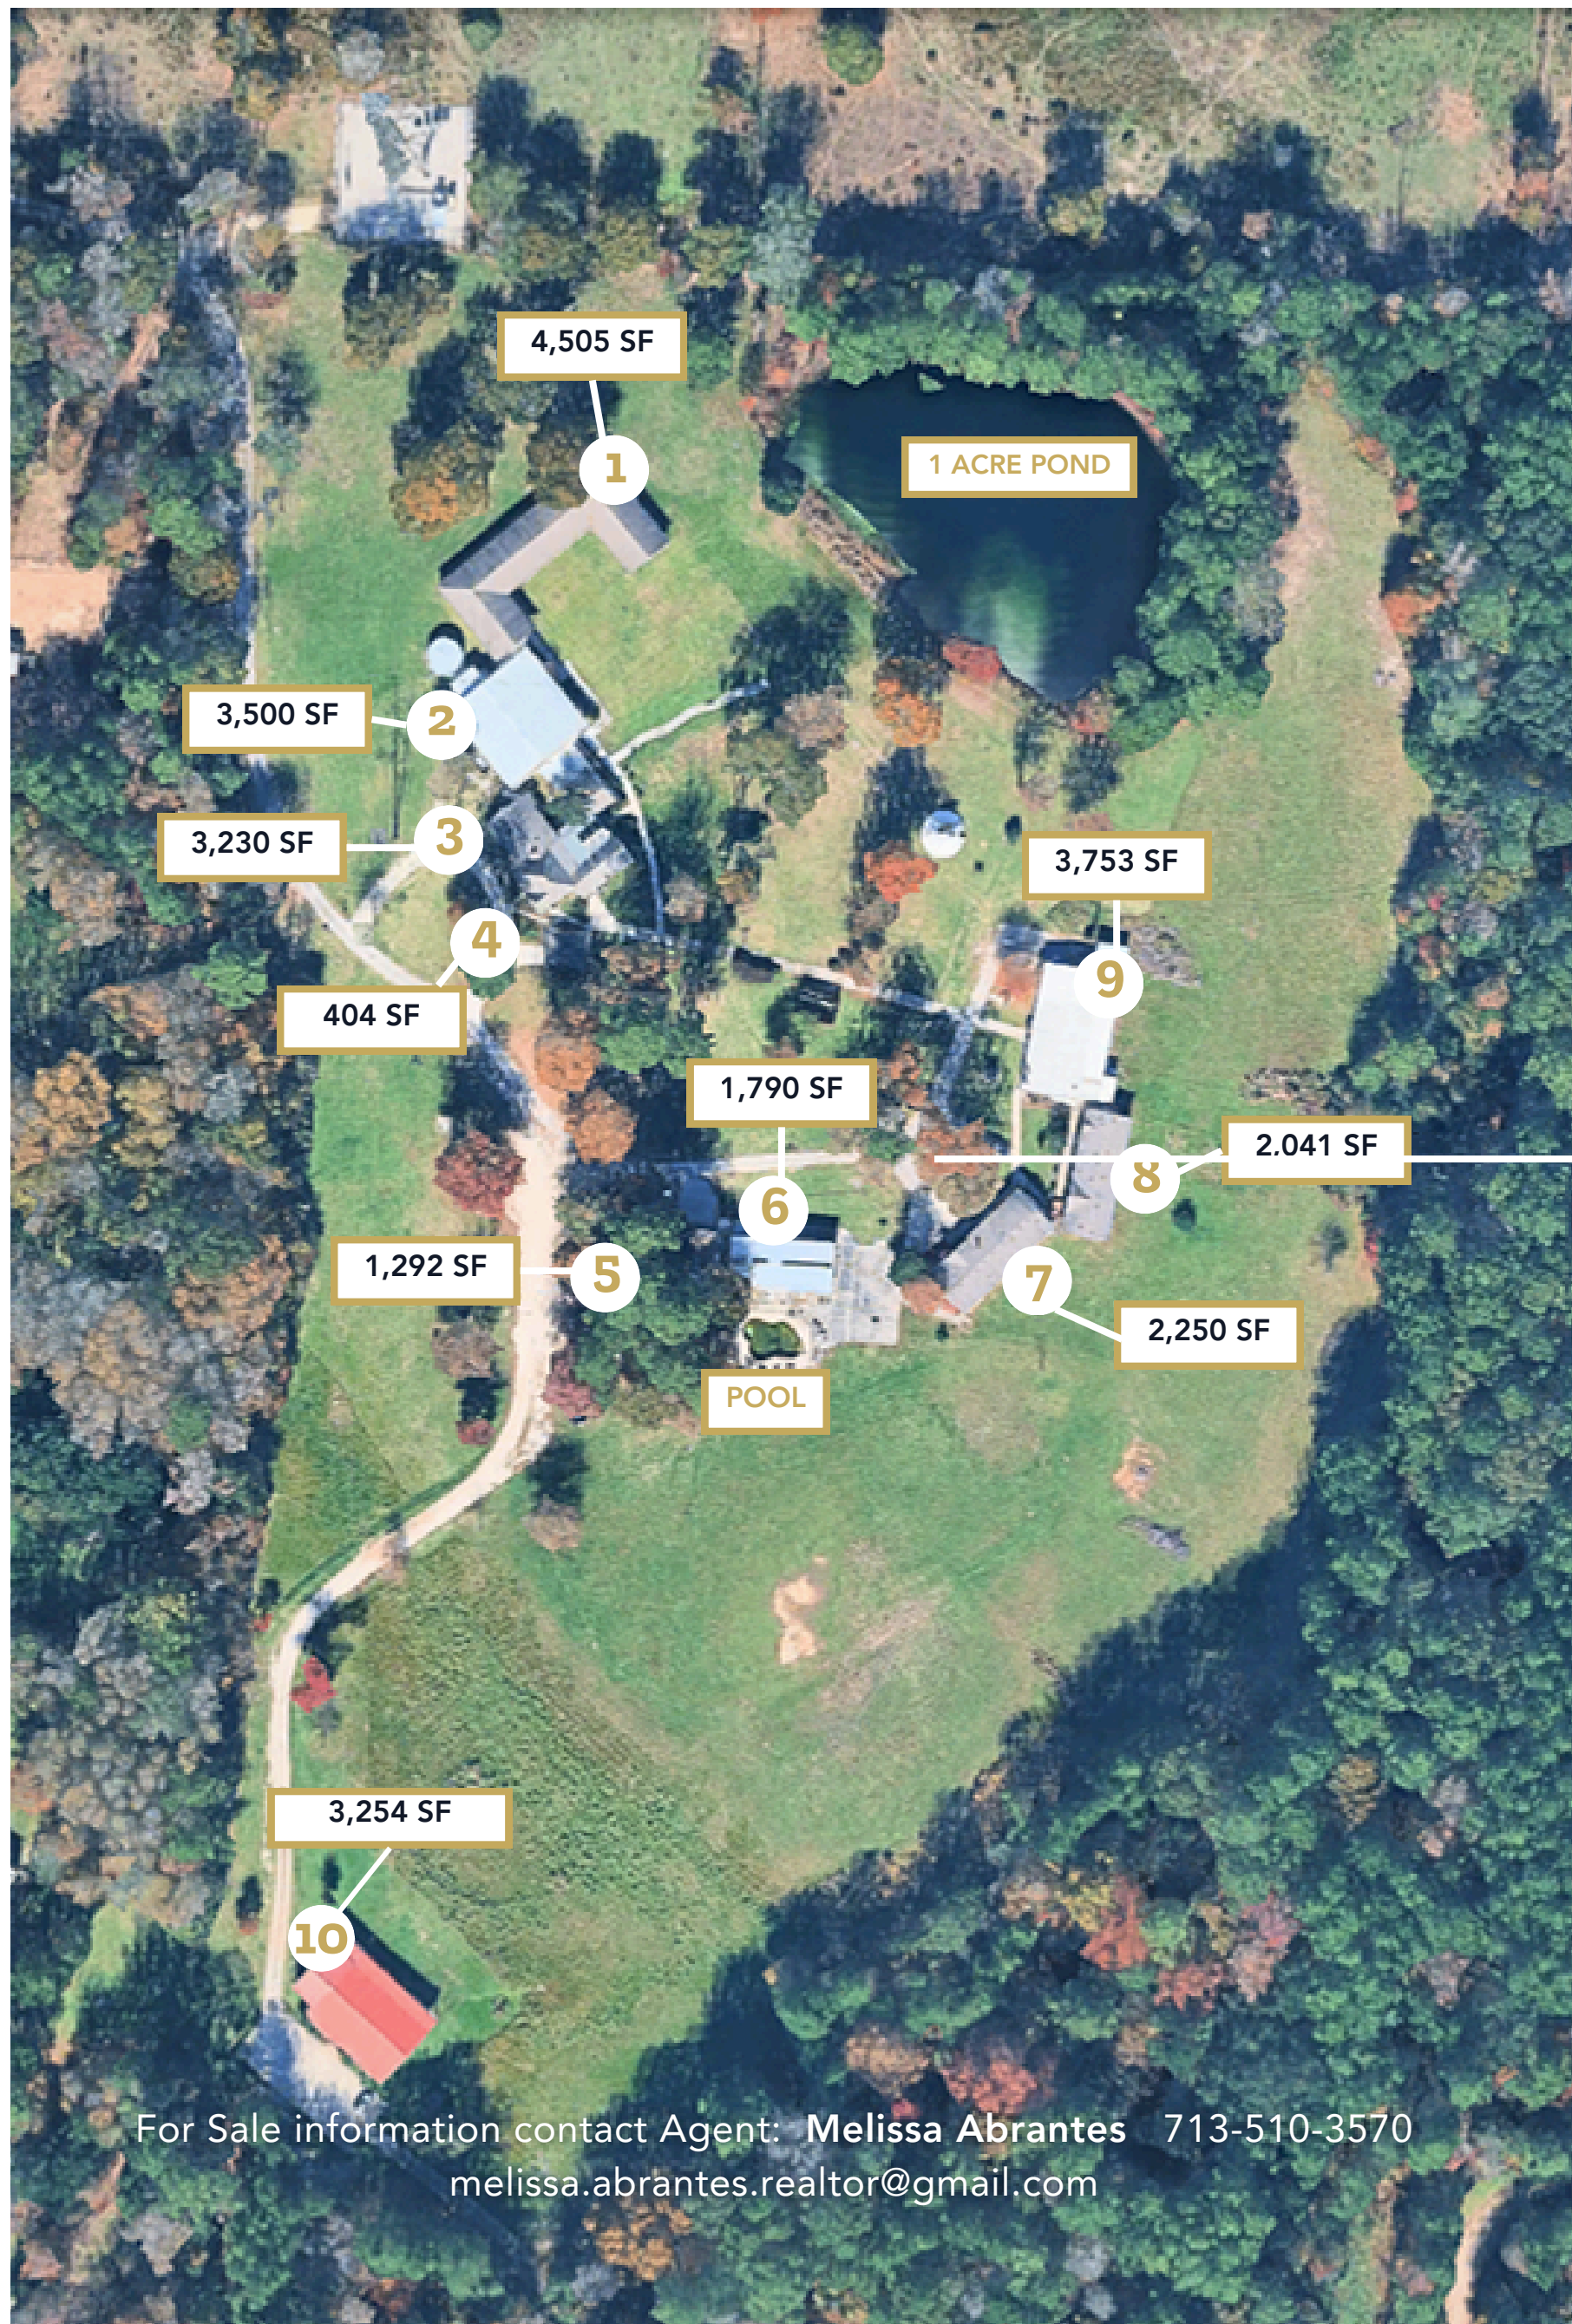 4,505 SF
1
1 ACRE POND
3,500 SF
2
3,230 SF
3
3,753 SF
4
9
404 SF
1,790 SF
2,041 SF
8
6
1,292 SF
5
7
2,250 SF
POOL
3,254 SF
10
For Sale information contact Agent: Melissa Abrantes 713-510-3570
melissa.abrantes.realtor@gmail.com